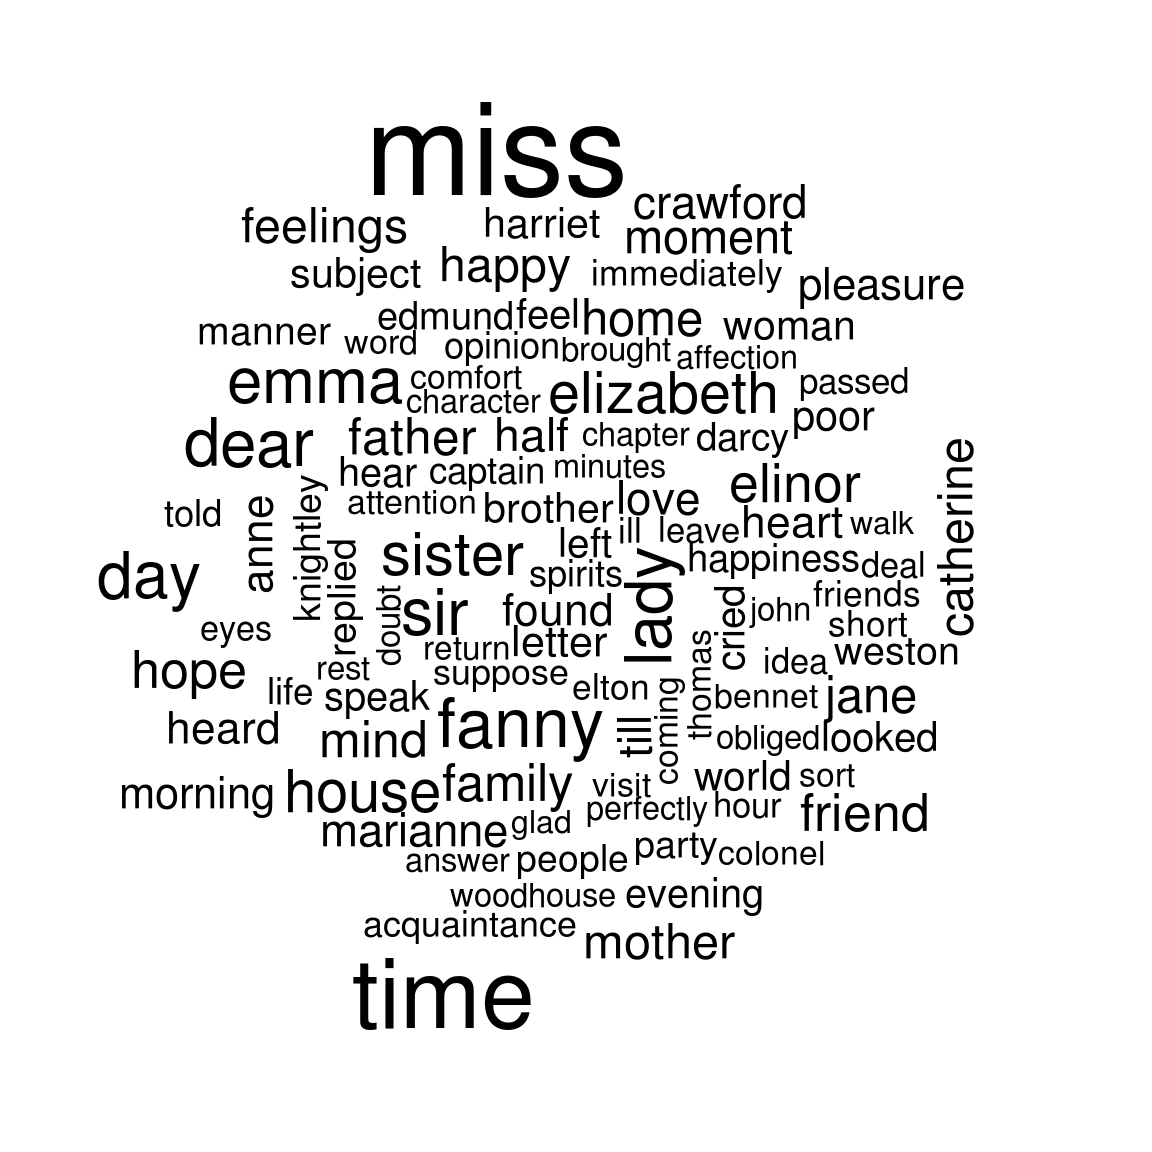 miss
crawford
feelings harriet moment
subject happy immediately pleasure
edmund feel home woman
manner word opinion brought affection
emma comfort elizabeth passed
character poor
dear father half chapter darcy
hear captain minutes catherine
elinor
told anne knightley attention brother love
ill leave heart walk
day replied sister left lady happiness deal
spirits
doubt sir found cried john friends
eyes short
return letter weston
hope rest suppose thomas idea
life speak elton coming bennet jane
heard mind fanny till obliged looked
morning house family visit world sort
perfectly hour friend
marianne glad
answer people party colonel
woodhouse evening
acquaintance mother
time